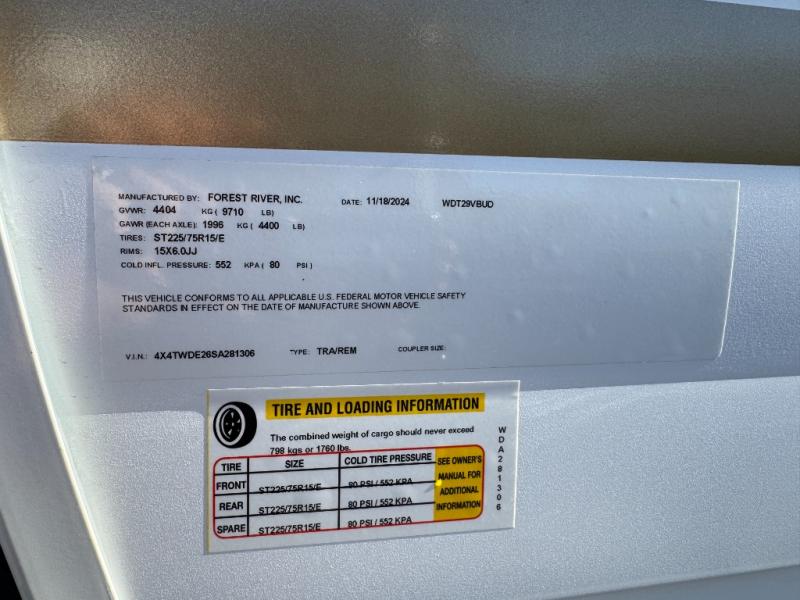 MANUFACTURED BY: FOREST RIVER, INC. DATE: 11/18/2024 WDT29VBUD
GVWR: 4404 KG ( 9710 LB)
GAWR (EACH AXLE): 1996 KG ( 4400 LB)
TIRES: ST225/75R15/E
RIMS: 15X6.0JJ
COLD INFL. PRESSURE: 552 KPA ( 80 PSI )
THIS VEHICLE CONFORMS TO ALL APPLICABLE U.S. FEDERAL MOTOR VEHICLE SAFETY
STANDARDS IN EFFECT ON THE DATE OF MANUFACTURE SHOWN ABOVE.
V.I.N.: 4X4TWDE26SA281306 TYPE: TRA/REM COUPLER SIZE:
TIRE AND LOADING INFORMATION
The combined weight of cargo should never exceed
798 kgs or 1760 lbs.
TIRE SIZE COLD TIRE PRESSURE
FRONT ST225/75R15/E 80 PSI / 552 KPA
REAR ST225/75R15/E 80 PSI / 552 KPA
SPARE ST225/75R15/E 80 PSI / 552 KPA
SEE OWNER'S
MANUAL FOR
ADDITIONAL
INFORMATION
WDA281306